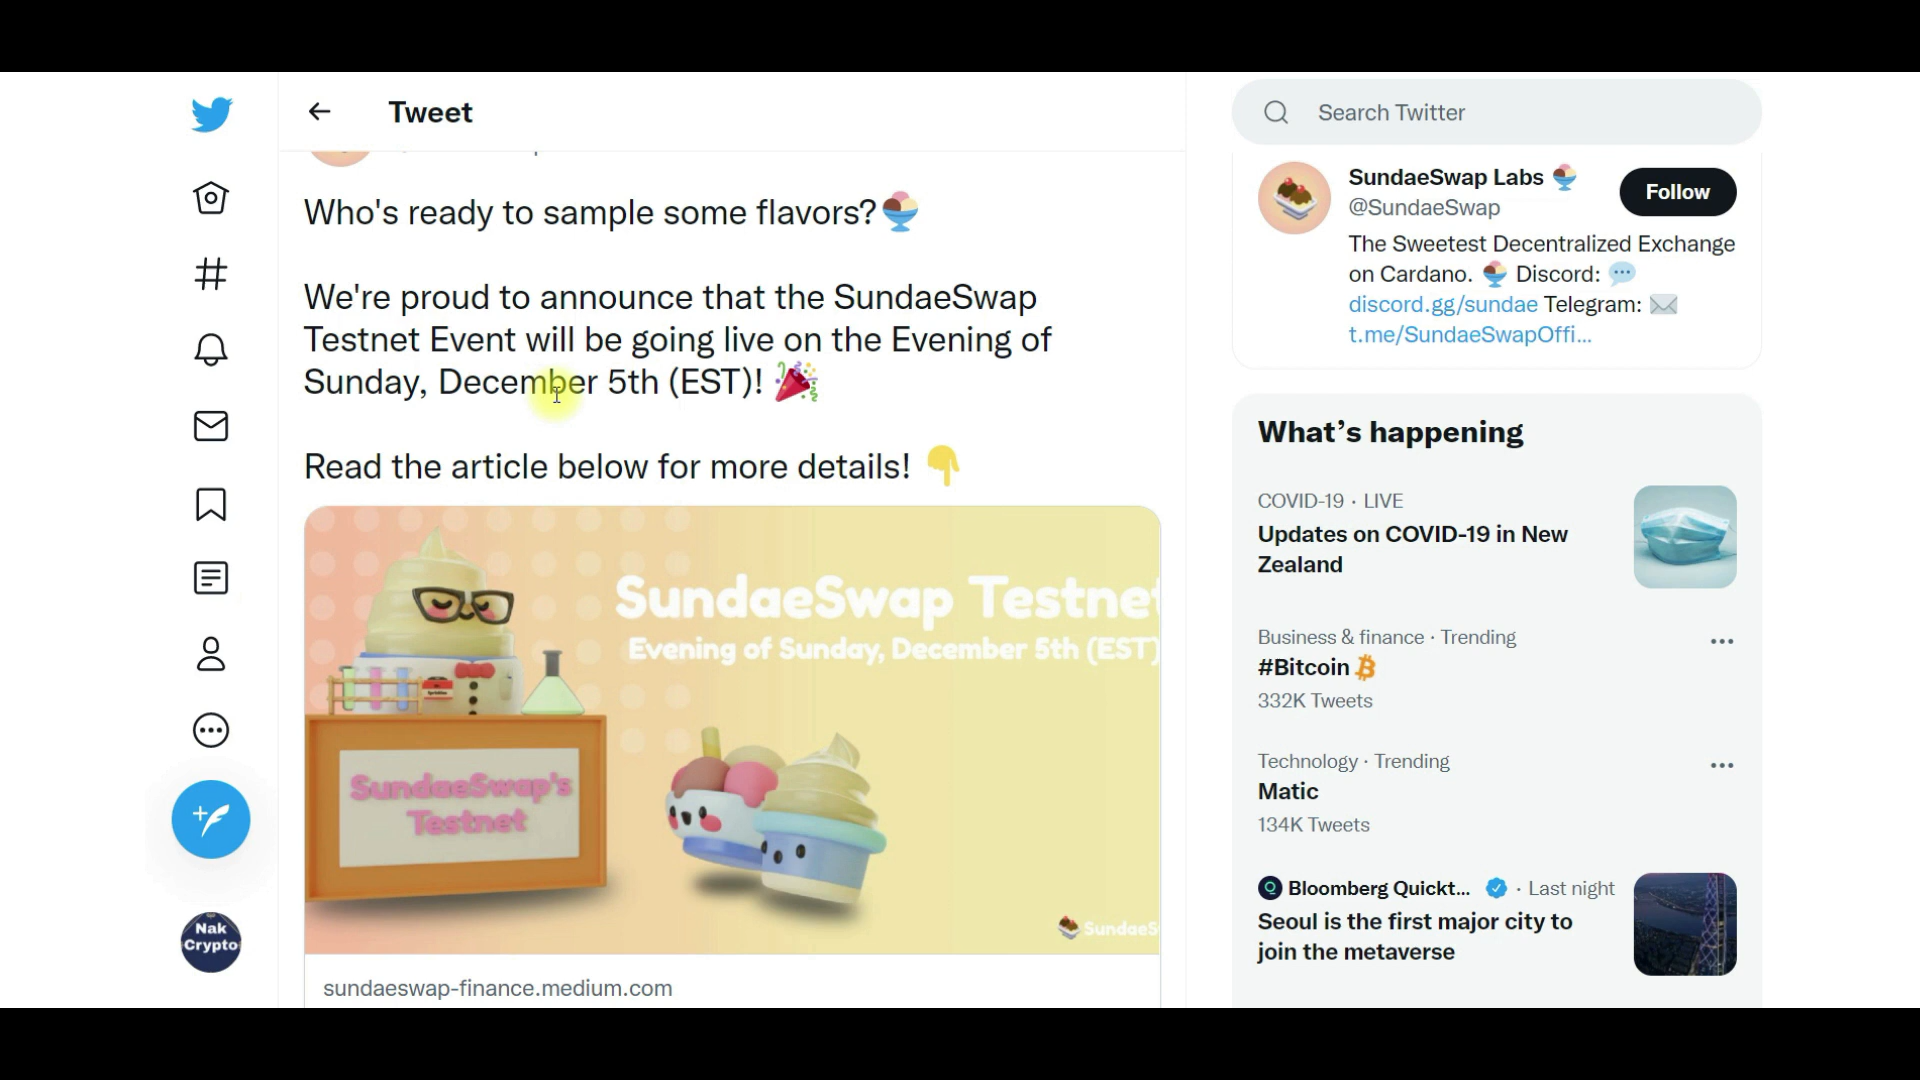 Tweet
Search Twitter
Who's ready to sample some flavors?🍨
We're proud to announce that the SundaeSwap
Testnet Event will be going live on the Evening of
Sunday, December 5th (EST)! 🎉
Read the article below for more details! 👇
SundaeSwap Testnet
Evening of Sunday, December 5th (EST)
SundaeSwap's
Testnet
SundaeS
sundaeswap-finance.medium.com
Nak
Crypto
SundaeSwap Labs 🍨
@SundaeSwap
Follow
The Sweetest Decentralized Exchange
on Cardano. 🍨 Discord: 💬
discord.gg/sundae Telegram: ✉️
t.me/SundaeSwapOffi...
What's happening
COVID-19 · LIVE
Updates on COVID-19 in New
Zealand
Business & finance · Trending
#Bitcoin
332K Tweets
Technology · Trending
Matic
134K Tweets
Bloomberg Quickt... · Last night
Seoul is the first major city to
join the metaverse